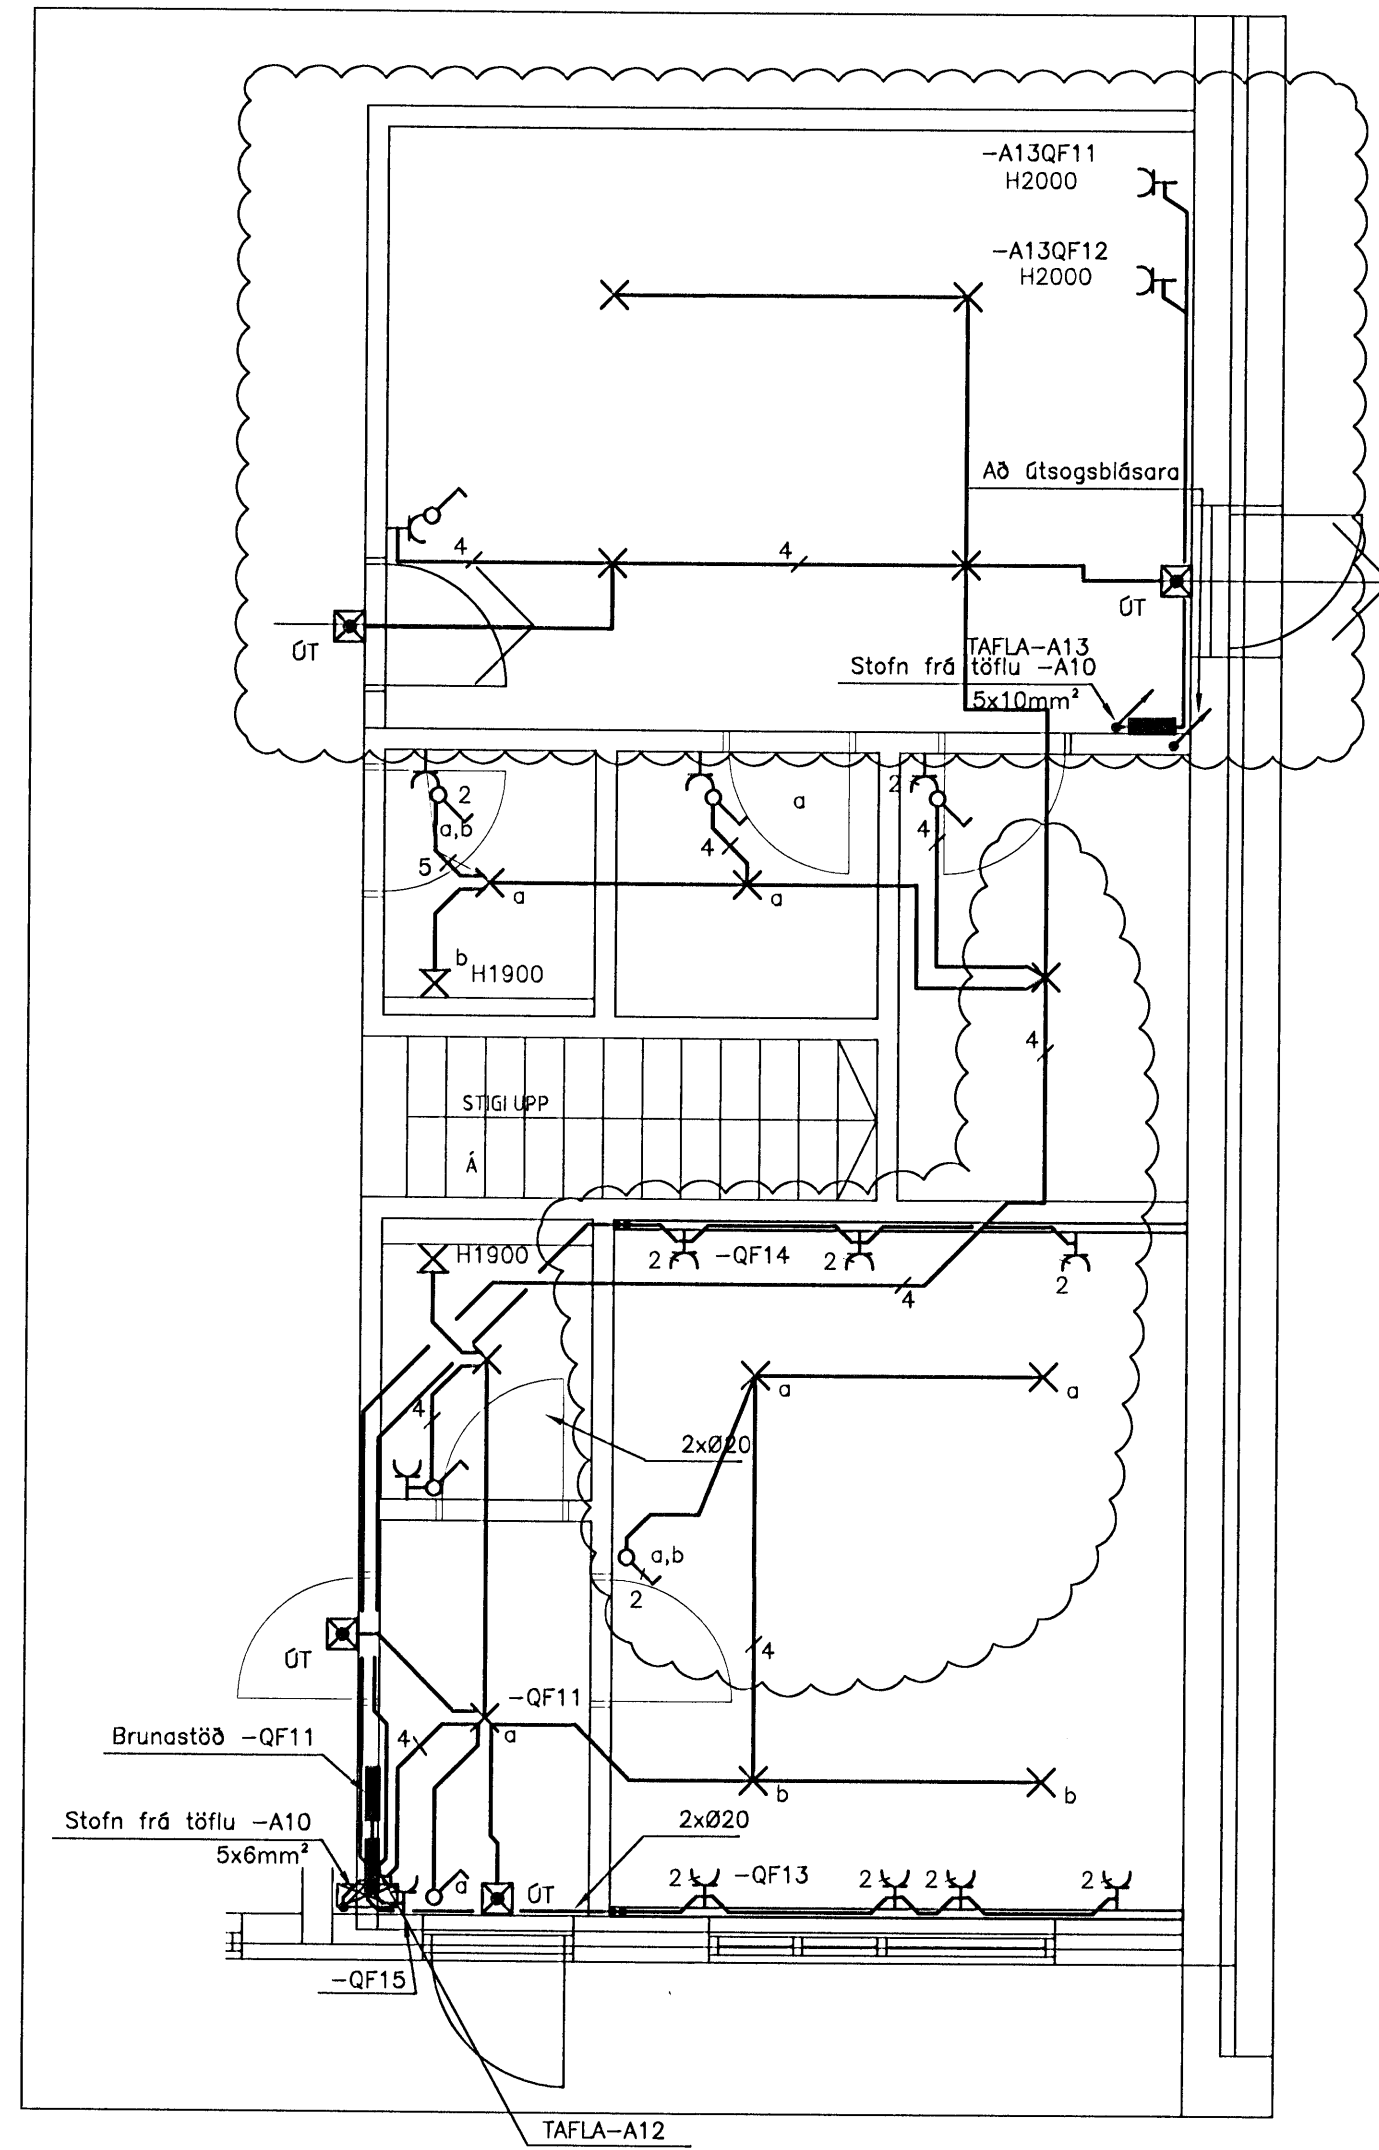 -A13QF11
H2000
-A13QF12
H2000
Að útsogsblásara
4
4
ÚT
ÚT
TAFLA-A13
Stofn frá töflu -A10
5x10mm²
2
a,b
5
a
4
a
2
4
a
b
H1900
4
STIGI UPP
Á
H1900
2
-QF14
2
2
4
a
a
4
2xØ20
a,b
2
4
ÚT
-QF11
a
4
Brunastöð -QF11
b
b
Stofn frá töflu -A10
5x6mm²
2xØ20
a
ÚT
2
-QF13
2
2
2
-QF15
TAFLA-A12